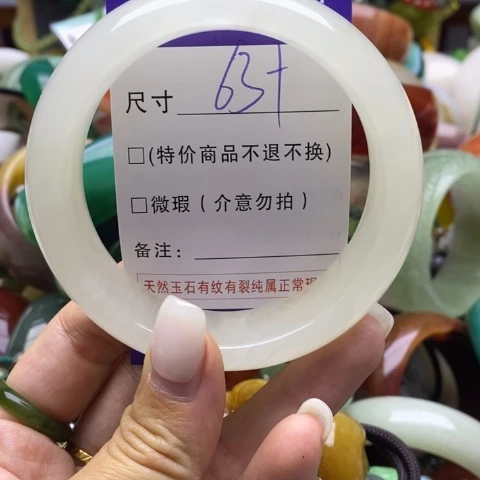 尺寸 63+
□(特价商品不退不换)
□微瑕(介意勿拍)
备注:
天然玉石有纹有裂纯属正常现